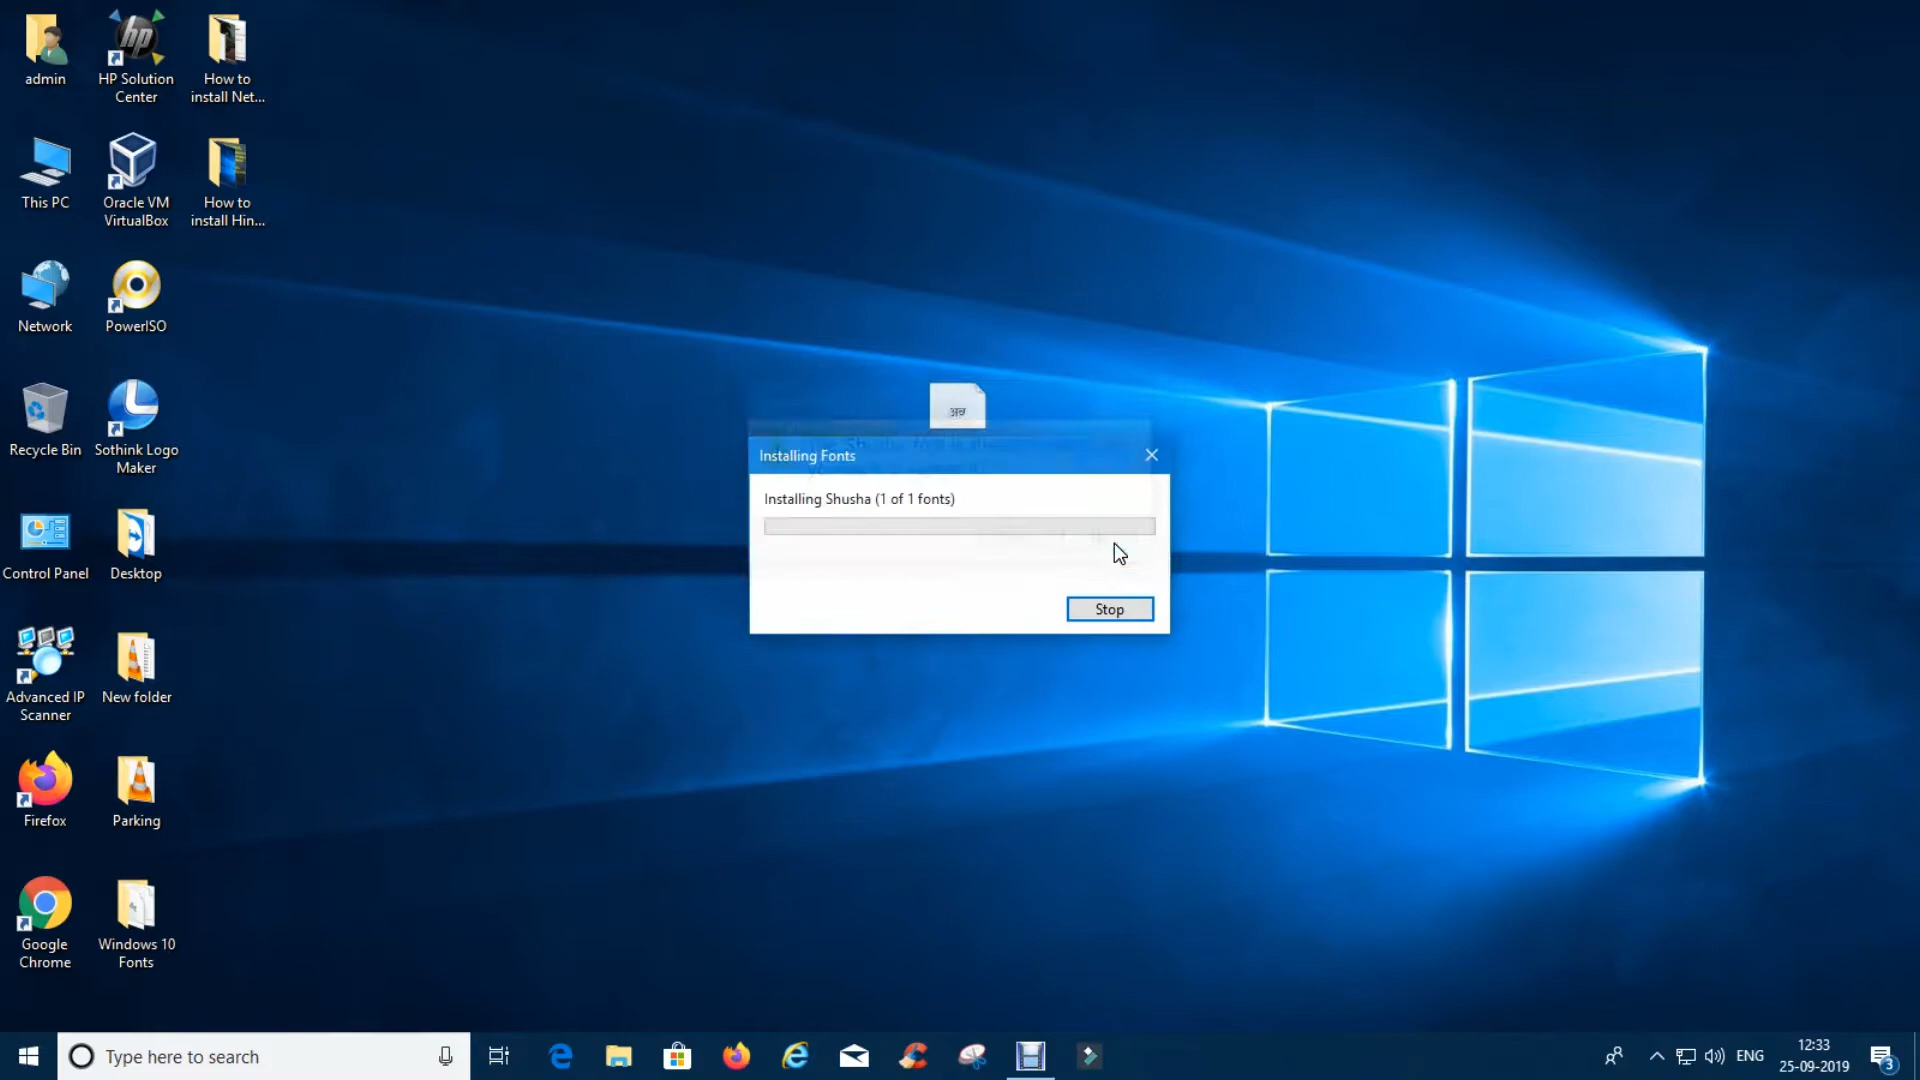 admin
HP Solution
Center
How to
install Net...
This PC
Oracle VM
VirtualBox
How to
install Hin...
Network
PowerISO
Recycle Bin
Sothink Logo
Maker
Control Panel
Desktop
Advanced IP
Scanner
New folder
Firefox
Parking
Google
Chrome
Windows 10
Fonts
hp
अच
Installing Fonts
Installing Shusha (1 of 1 fonts)
Stop
Type here to search
ENG
12:33
25-09-2019
3